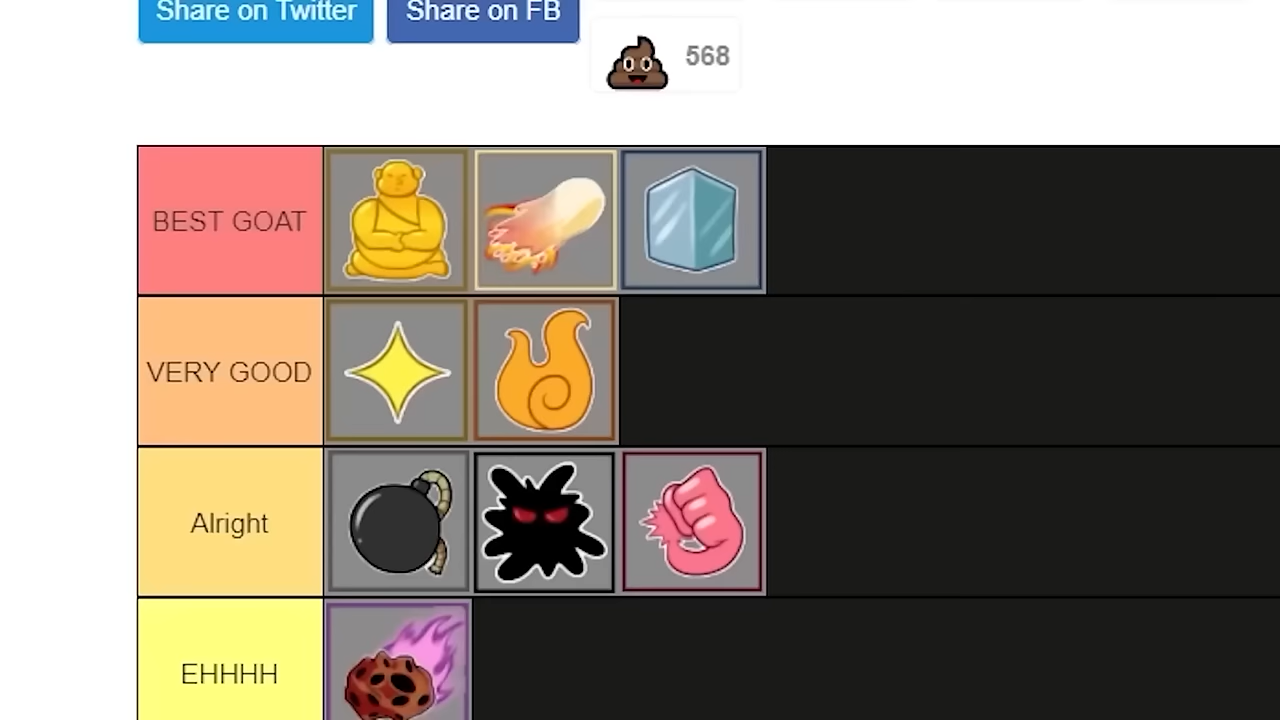 Share on Twitter
Share on FB
568
BEST GOAT
VERY GOOD
Alright
EHHHH